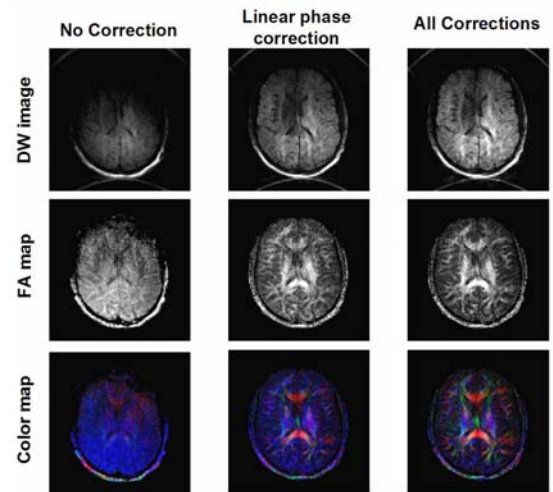 No Correction
Linear phase
correction
All Corrections
DW image
FA map
Color map